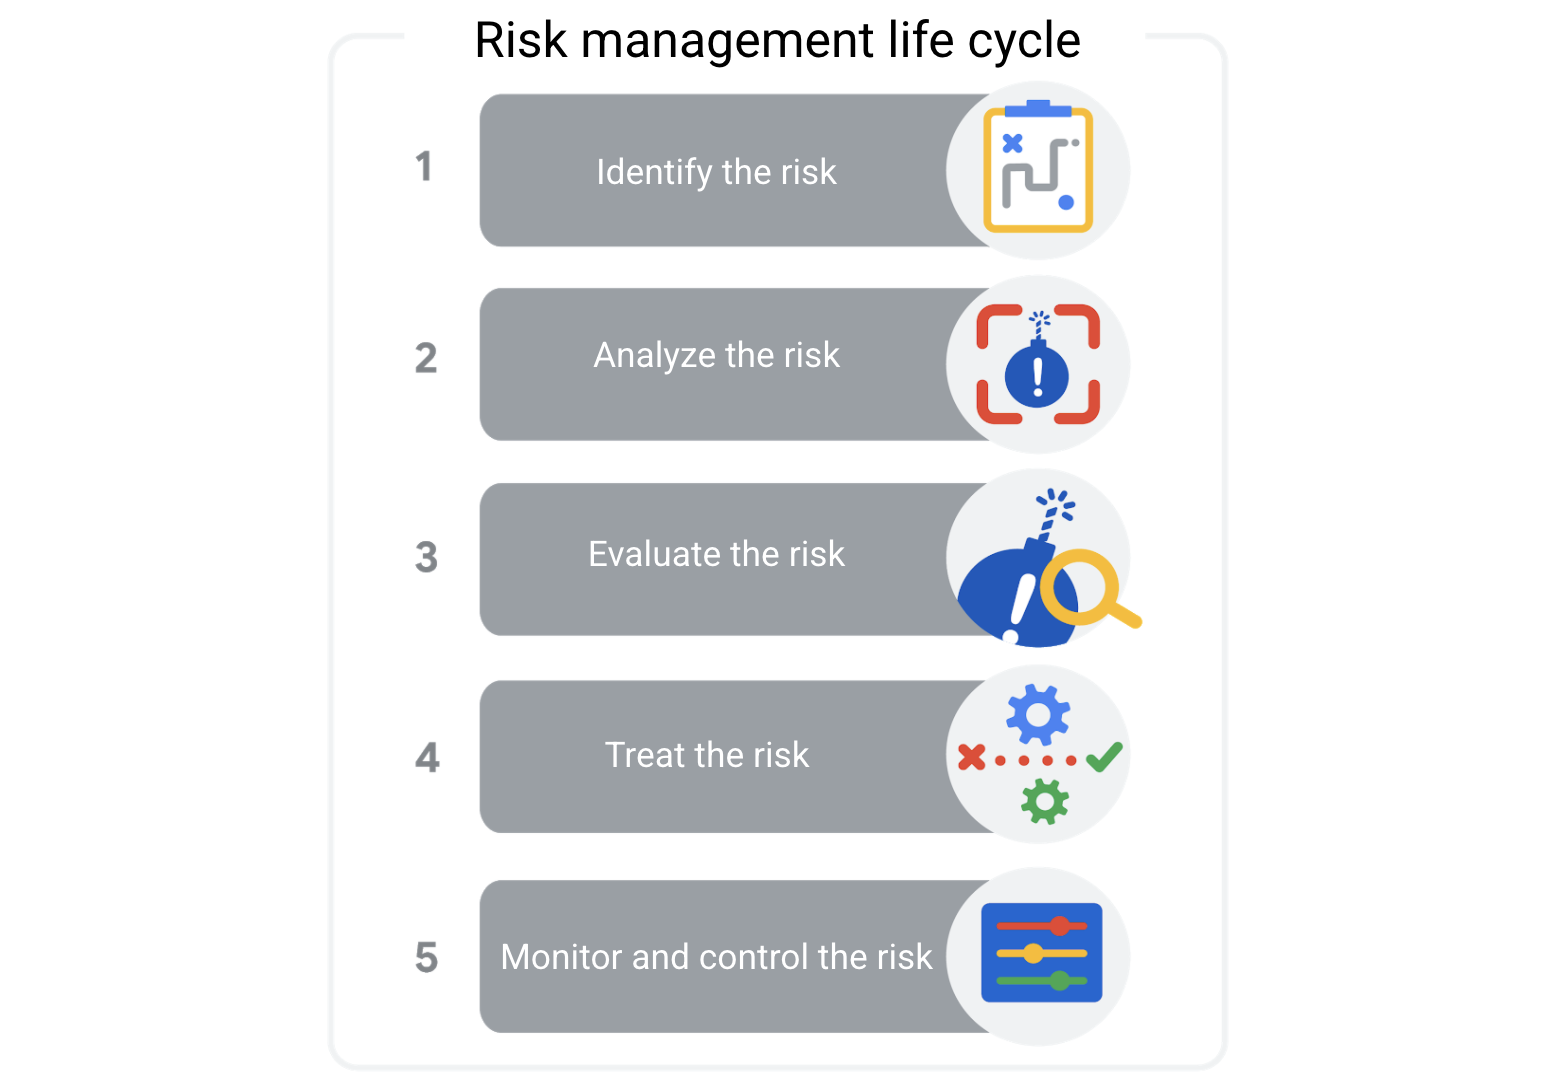 Risk management life cycle
1
Identify the risk
2
Analyze the risk
3
Evaluate the risk
4
Treat the risk
5
Monitor and control the risk